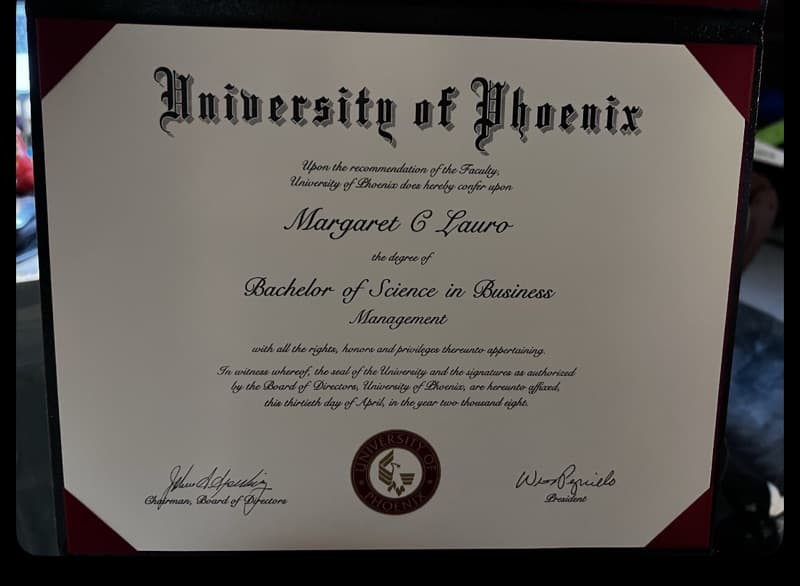 University of Phoenix
Upon the recommendation of the Faculty,
University of Phoenix does hereby confer upon
Margaret C Lauro
the degree of
Bachelor of Science in Business
Management
with all the rights, honors and privileges thereunto appertaining.
In witness whereof, the seal of the University and the signatures as authorized
by the Board of Directors, University of Phoenix, are hereunto affixed,
this thirtieth day of April, in the year two thousand eight.
UNIVERSITY OF
PHOENIX
Chairman, Board of Directors
President